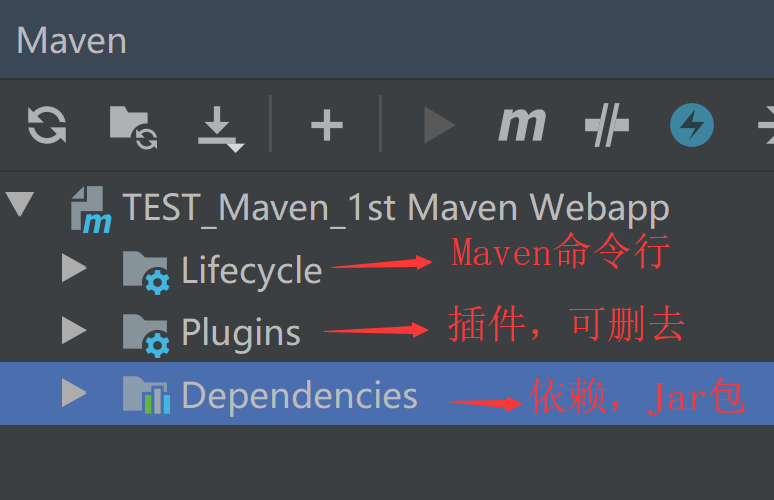 Maven
m
TEST_Maven_1st Maven Webapp
Lifecycle Maven命令行
Plugins 插件，可删去
Dependencies 依赖，Jar包